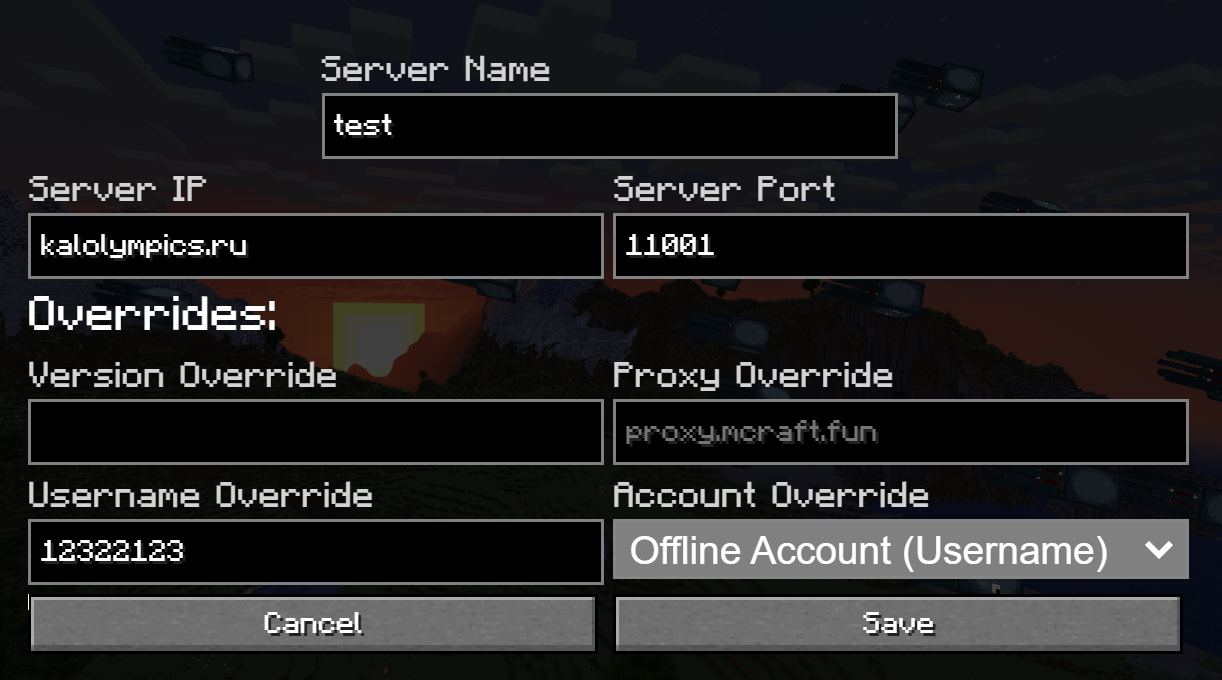 Server Name
test
Server IP
Server Port
kalolympics.ru
11001
Overrides:
Version Override
Proxy Override
proxy.mcraft.fun
Username Override
Account Override
12322123
Offline Account (Username)
Cancel
Save